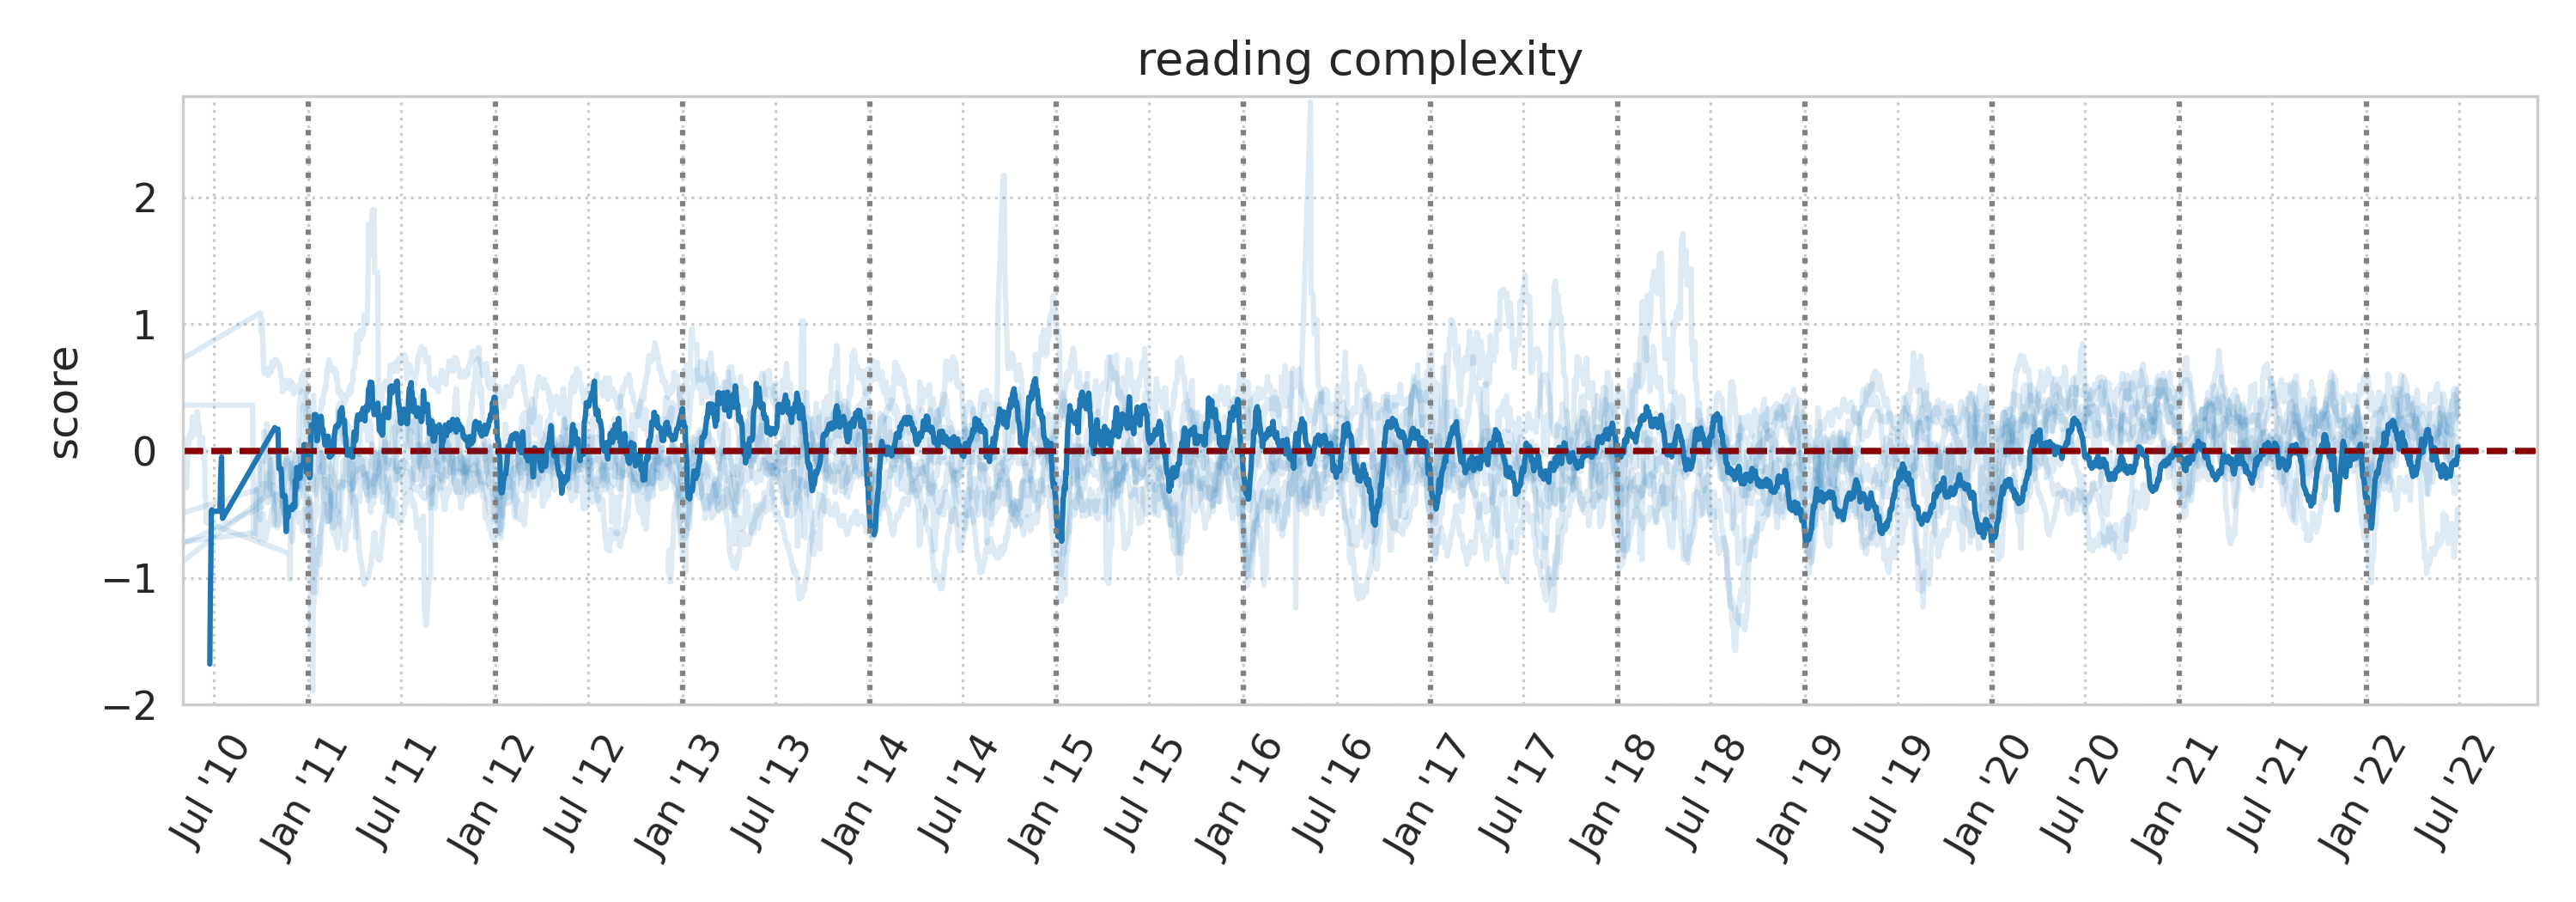 reading complexity
score
2
1
0
−1
−2
Jul '10
Jan '11
Jul '11
Jan '12
Jul '12
Jan '13
Jul '13
Jan '14
Jul '14
Jan '15
Jul '15
Jan '16
Jul '16
Jan '17
Jul '17
Jan '18
Jul '18
Jan '19
Jul '19
Jan '20
Jul '20
Jan '21
Jul '21
Jan '22
Jul '22